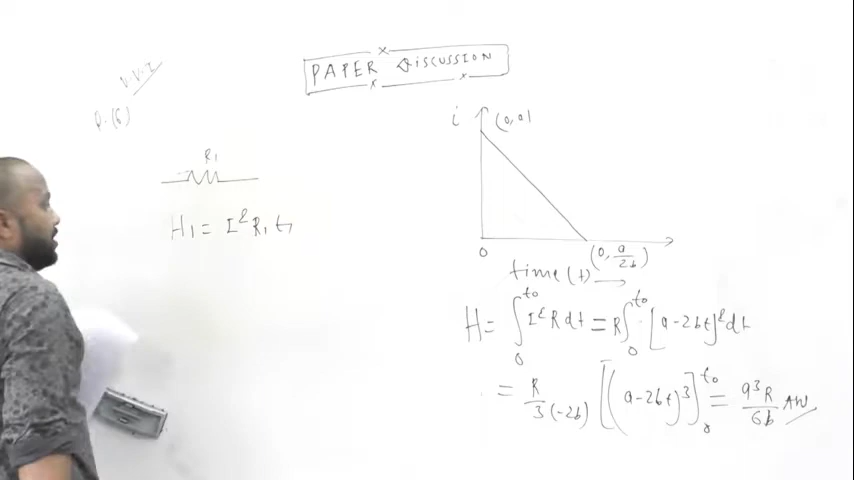 PAPER DISCUSSION
V.V.I
Q.(6)
R₁
H₁ = I² R₁ t₁
i
(0,a)
0
(0, a/2b)
time (t) →
H = ∫₀^t₀ I² R dt = R ∫₀^t₀ [a-2bt]² dt
= R/3(-2b) [(a-2bt)³]₀^t₀ = a³R/6b Ans